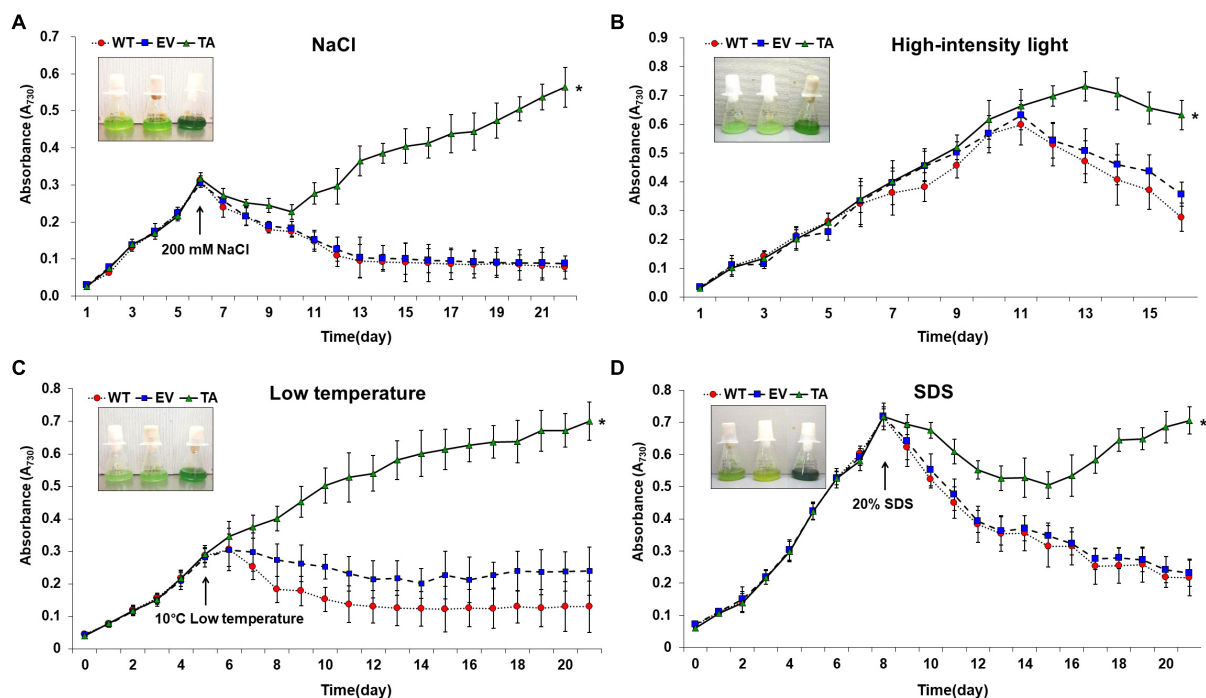 A
NaCl
WT EV TA
Absorbance (A730)
0.7
0.6
0.5
0.4
0.3
0.2
0.1
0.0
*
200 mM NaCl
1 3 5 7 9 11 13 15 17 19 21
Time(day)
B
High-intensity light
WT EV TA
Absorbance (A730)
0.9
0.8
0.7
0.6
0.5
0.4
0.3
0.2
0.1
0.0
*
1 3 5 7 9 11 13 15
Time(day)
C
Low temperature
WT EV TA
Absorbance (A730)
0.8
0.7
0.6
0.5
0.4
0.3
0.2
0.1
0
*
10°C Low temperature
0 2 4 6 8 10 12 14 16 18 20
Time(day)
D
SDS
WT EV TA
Absorbance (A730)
0.8
0.7
0.6
0.5
0.4
0.3
0.2
0.1
0
*
20% SDS
0 2 4 6 8 10 12 14 16 18 20
Time(day)